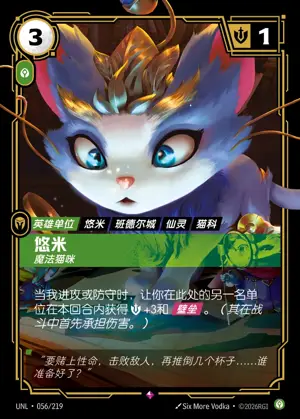 3
1
英雄单位 悠米 班德尔城 仙灵 猫科
悠米
魔法猫咪
当我进攻或防守时，让你在此处的另一名单
位在本回合内获得 +3和 壁垒 。（其在战
斗中首先承担伤害。）
“要赌上性命，击败敌人，再推倒几个杯子……谁
准备好了？”
UNL • 056/219
Six More Vodka • ©2026RGI